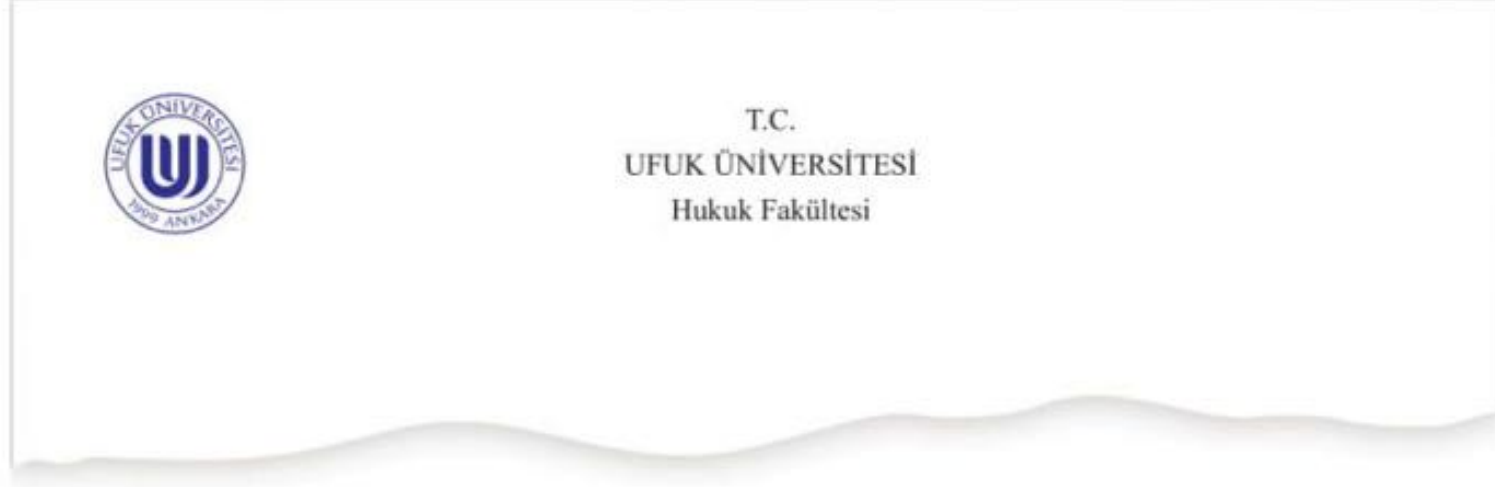 UFUK ÜNİVERSİTESİ
1999 ANKARA
T.C.
UFUK ÜNİVERSİTESİ
Hukuk Fakültesi